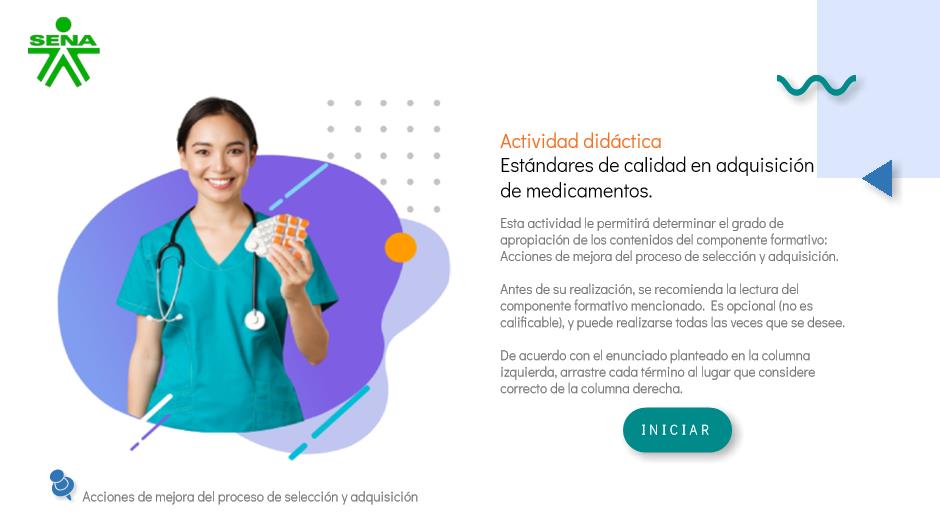 SENA
Actividad didáctica
Estándares de calidad en adquisición
de medicamentos.
Esta actividad le permitirá determinar el grado de
apropiación de los contenidos del componente formativo:
Acciones de mejora del proceso de selección y adquisición.
Antes de su realización, se recomienda la lectura del
componente formativo mencionado. Es opcional (no es
calificable), y puede realizarse todas las veces que se desee.
De acuerdo con el enunciado planteado en la columna
izquierda, arrastre cada término al lugar que considere
correcto de la columna derecha.
INICIAR
Acciones de mejora del proceso de selección y adquisición